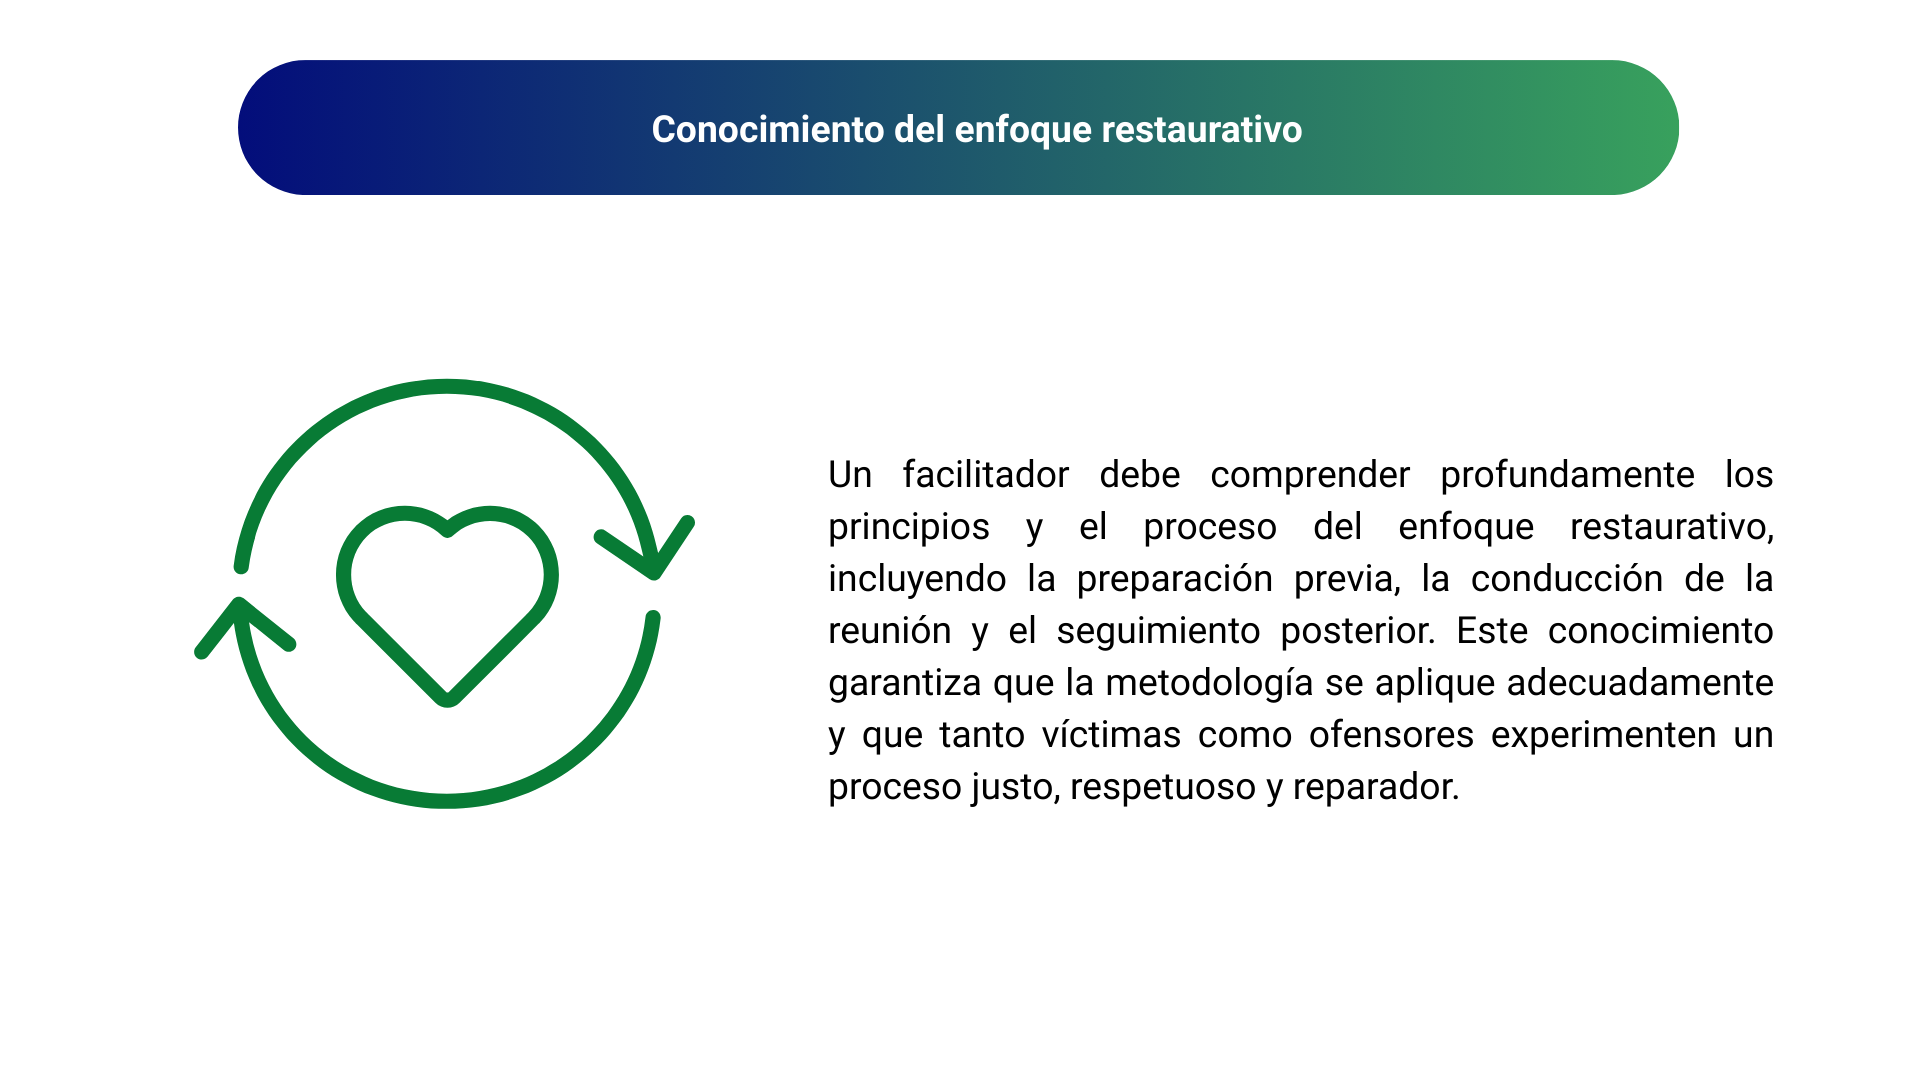 Conocimiento del enfoque restaurativo
Un facilitador debe comprender profundamente los
principios y el proceso del enfoque restaurativo,
incluyendo la preparación previa, la conducción de la
reunión y el seguimiento posterior. Este conocimiento
garantiza que la metodología se aplique adecuadamente
y que tanto víctimas como ofensores experimenten un
proceso justo, respetuoso y reparador.